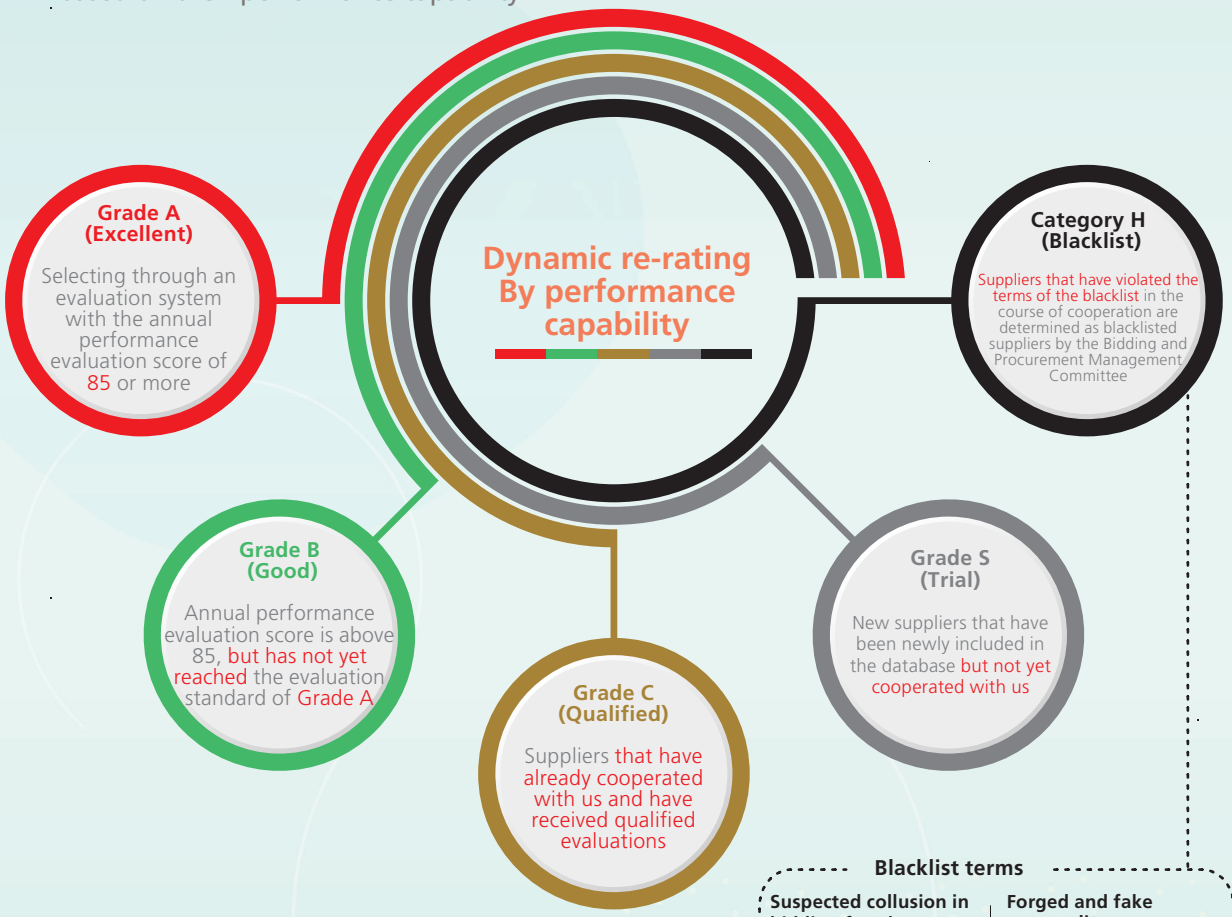 Dynamic re-rating
By performance
capability
Grade A
(Excellent)
Selecting through an
evaluation system
with the annual
performance
evaluation score of
85 or more
Grade B
(Good)
Annual performance
evaluation score is above
85, but has not yet
reached the evaluation
standard of Grade A
Grade C
(Qualified)
Suppliers that have
already cooperated
with us and have
received qualified
evaluations
Grade S
(Trial)
New suppliers that have
been newly included in
the database but not yet
cooperated with us
Category H
(Blacklist)
Suppliers that have violated the
terms of the blacklist in the
course of cooperation are
determined as blacklisted
suppliers by the Bidding and
Procurement Management
Committee
Blacklist terms
Suspected collusion in
Forged and fake